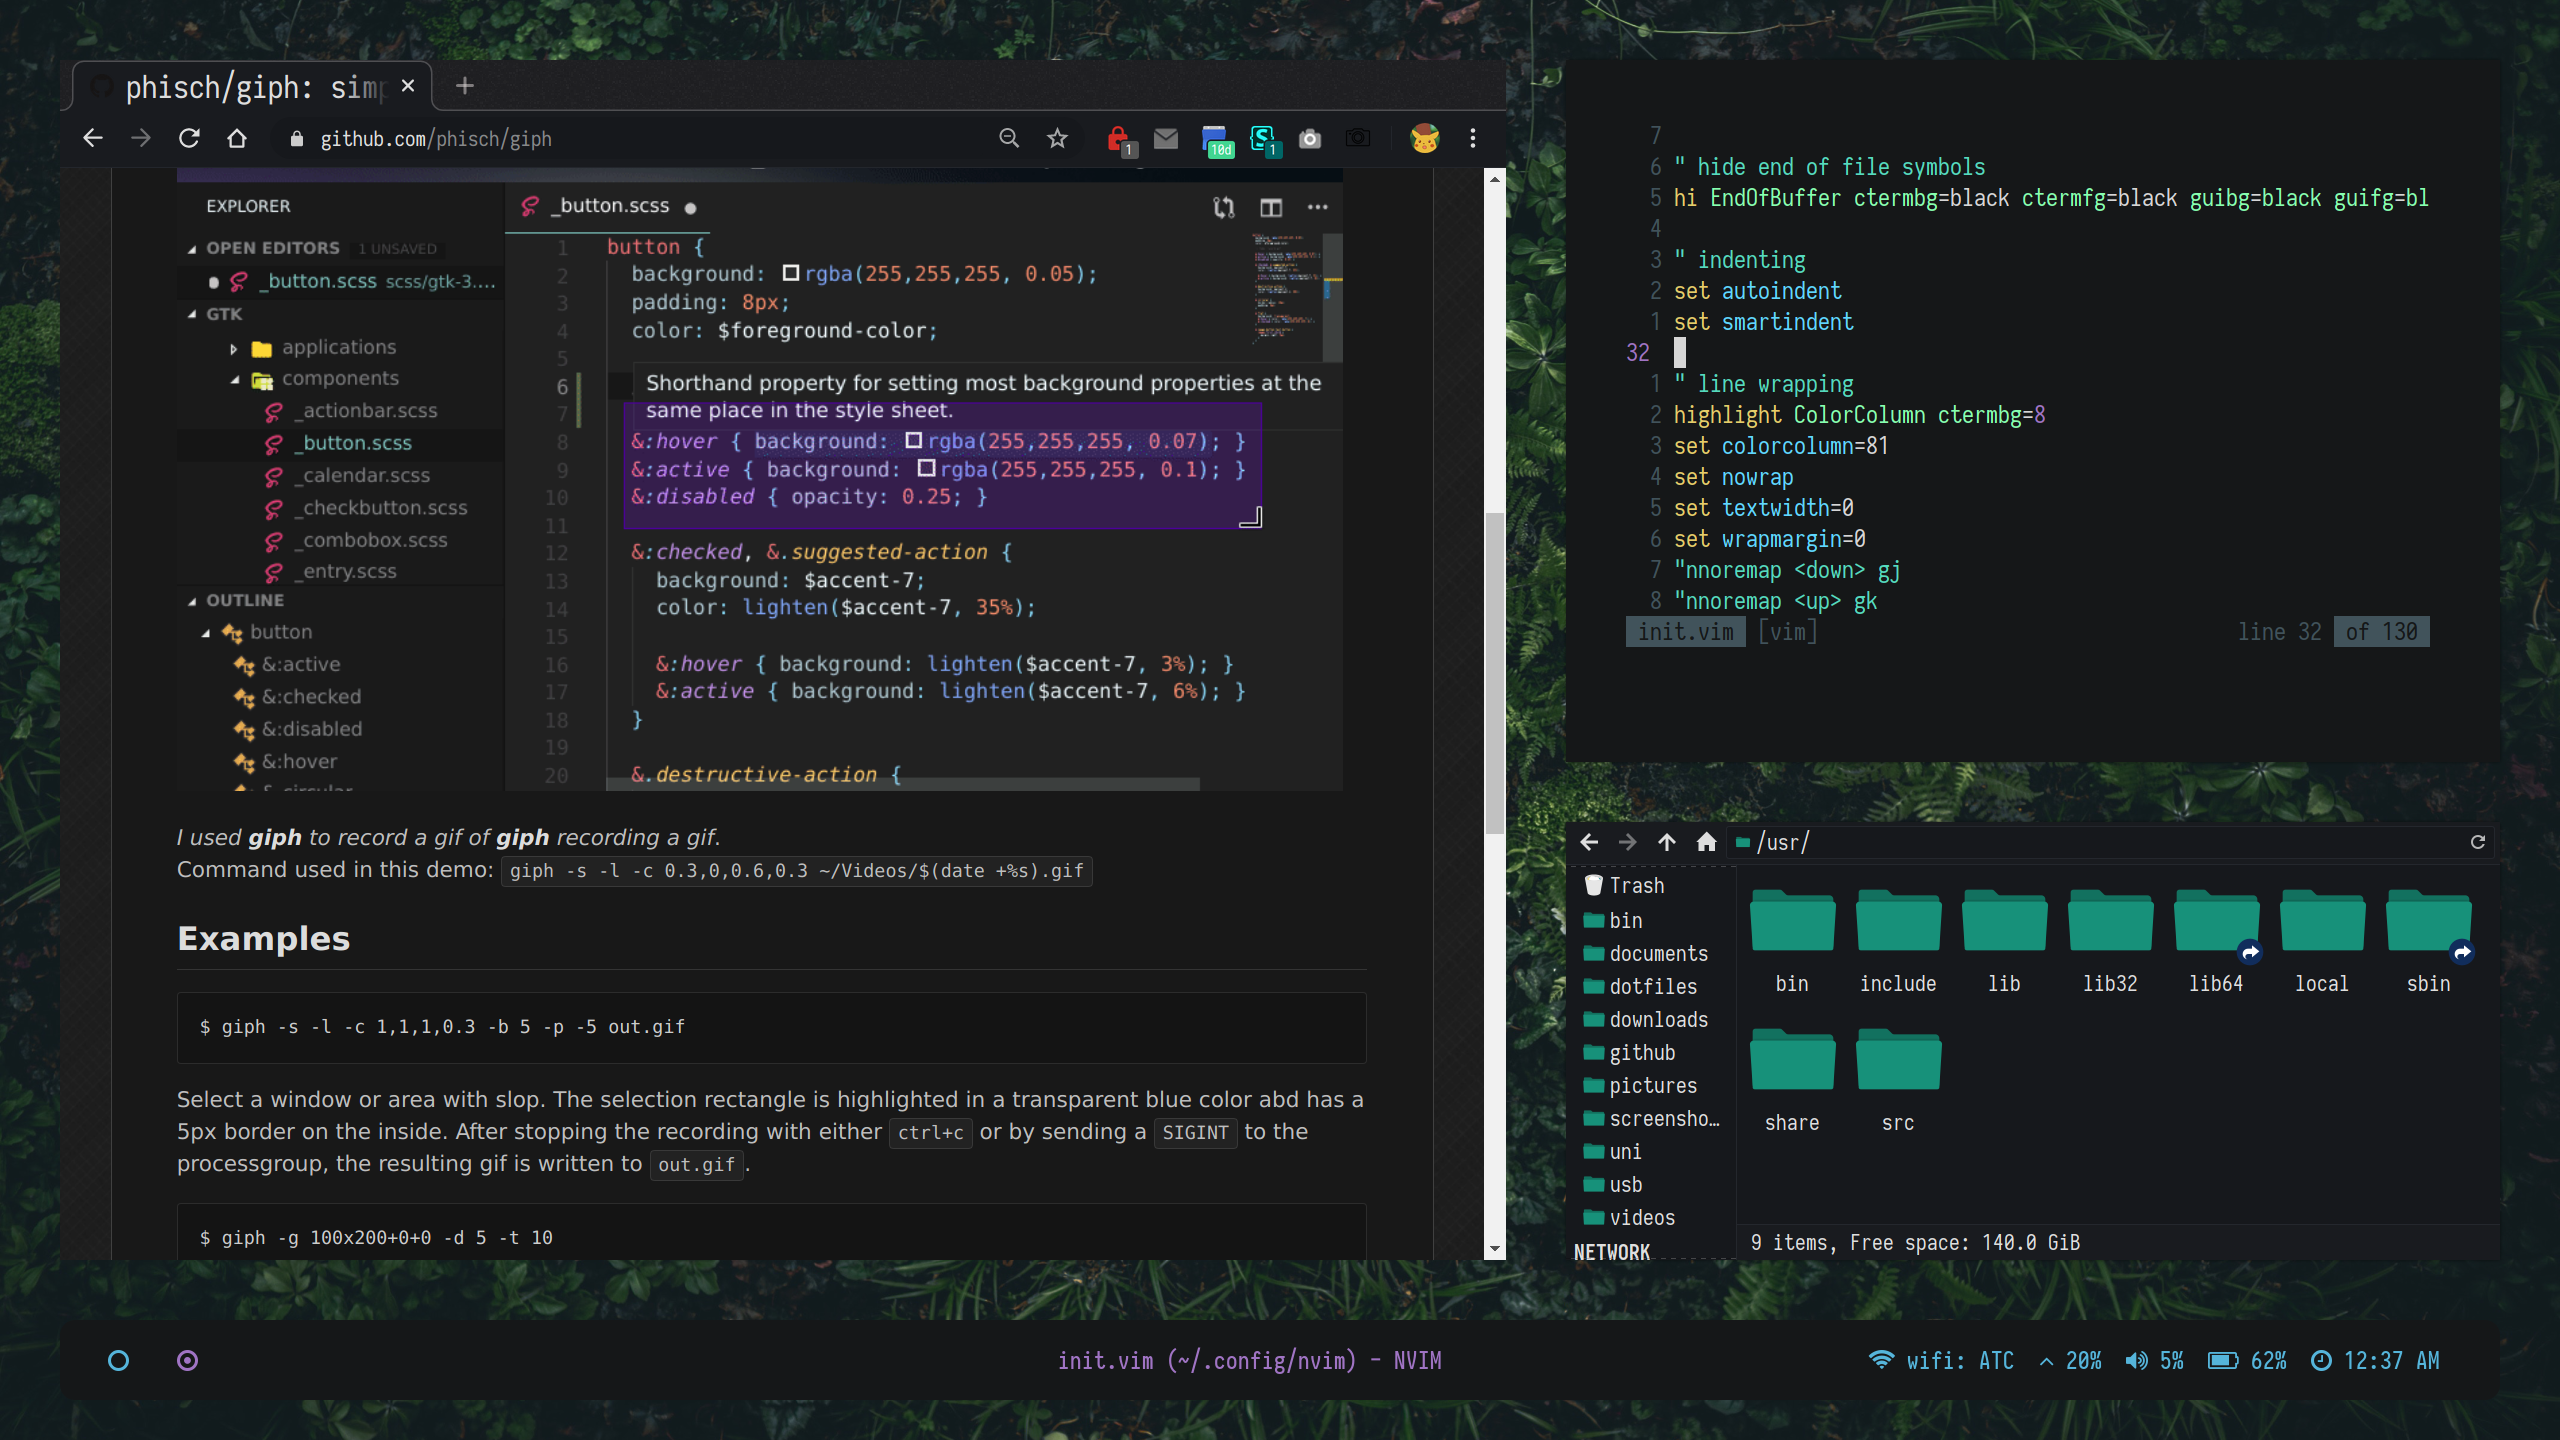 phisch/giph: simp
github.com/phisch/giph
1
10d
1
EXPLORER
OPEN EDITORS 1 UNSAVED
_button.scss scss/gtk-3....
GTK
applications
components
_actionbar.scss
_button.scss
_calendar.scss
_checkbutton.scss
_combobox.scss
_entry.scss
OUTLINE
button
&:active
&:checked
&:disabled
&:hover
&.circular
_button.scss
1 button {
2 background: rgba(255,255,255, 0.05);
3 padding: 8px;
4 color: $foreground-color;
5
6 Shorthand property for setting most background properties at the
7 same place in the style sheet.
8 &:hover { background: rgba(255,255,255, 0.07); }
9 &:active { background: rgba(255,255,255, 0.1); }
10 &:disabled { opacity: 0.25; }
11
12 &:checked, &.suggested-action {
13 background: $accent-7;
14 color: lighten($accent-7, 35%);
15
16 &:hover { background: lighten($accent-7, 3%); }
17 &:active { background: lighten($accent-7, 6%); }
18 }
19
20 &.destructive-action {
I used giph to record a gif of giph recording a gif.
Command used in this demo: giph -s -l -c 0.3,0,0.6,0.3 ~/Videos/$(date +%s).gif
Examples
$ giph -s -l -c 1,1,1,0.3 -b 5 -p -5 out.gif
Select a window or area with slop. The selection rectangle is highlighted in a transparent blue color abd has a
5px border on the inside. After stopping the recording with either ctrl+c or by sending a SIGINT to the
processgroup, the resulting gif is written to out.gif.
$ giph -g 100x200+0+0 -d 5 -t 10
7
6 " hide end of file symbols
5 hi EndOfBuffer ctermbg=black ctermfg=black guibg=black guifg=bl
4
3 " indenting
2 set autoindent
1 set smartindent
32
1 " line wrapping
2 highlight ColorColumn ctermbg=8
3 set colorcolumn=81
4 set nowrap
5 set textwidth=0
6 set wrapmargin=0
7 "nnoremap <down> gj
8 "nnoremap <up> gk
init.vim [vim] line 32 of 130
/usr/
Trash
bin
documents
dotfiles
downloads
github
pictures
screensho…
uni
usb
videos
NETWORK
bin include lib lib32 lib64 local sbin
share src
9 items, Free space: 140.0 GiB
init.vim (~/.config/nvim) - NVIM
wifi: ATC 20% 5% 62% 12:37 AM